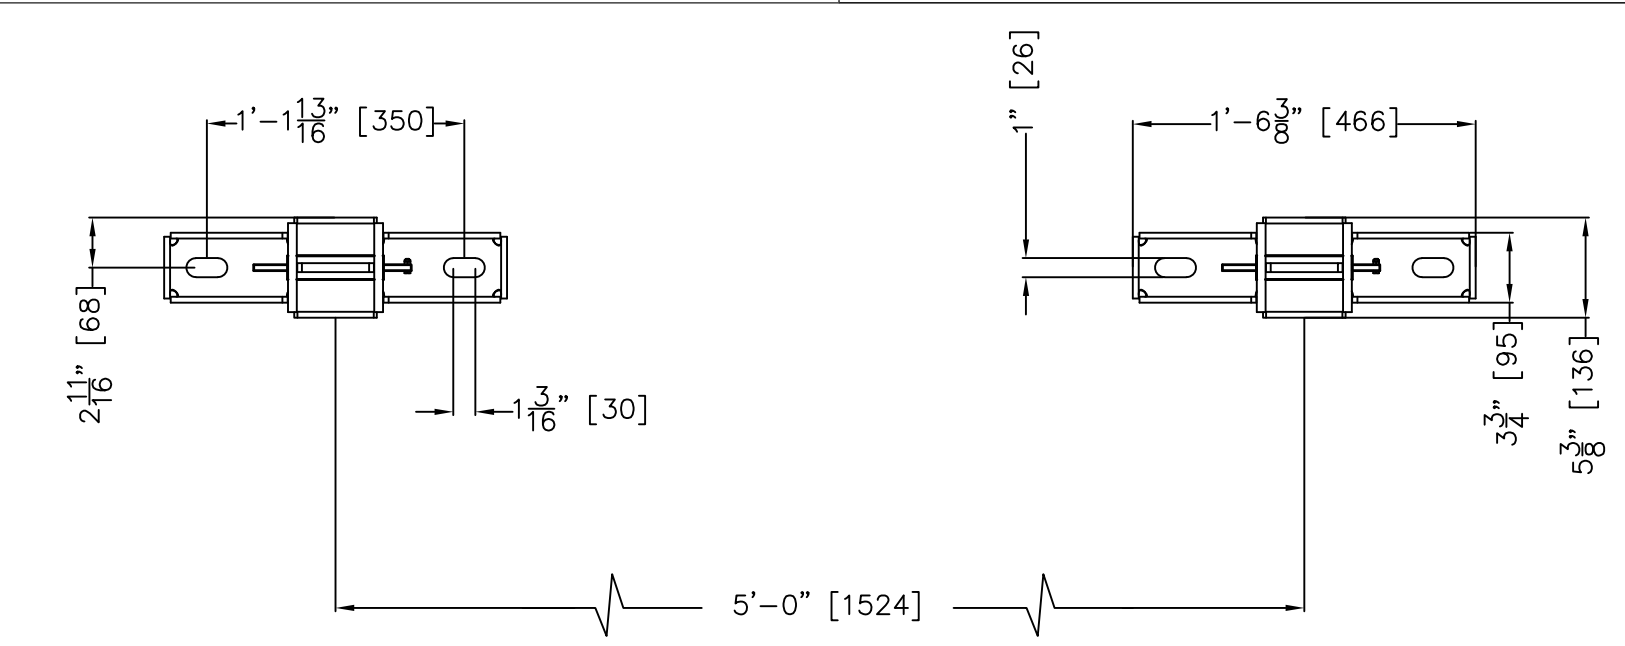 1" [26]
1'-1 13/16" [350]
1'-6 3/8" [466]
2 11/16" [68]
1 3/16" [30]
3 3/4" [95]
5 3/8" [136]
5'-0" [1524]